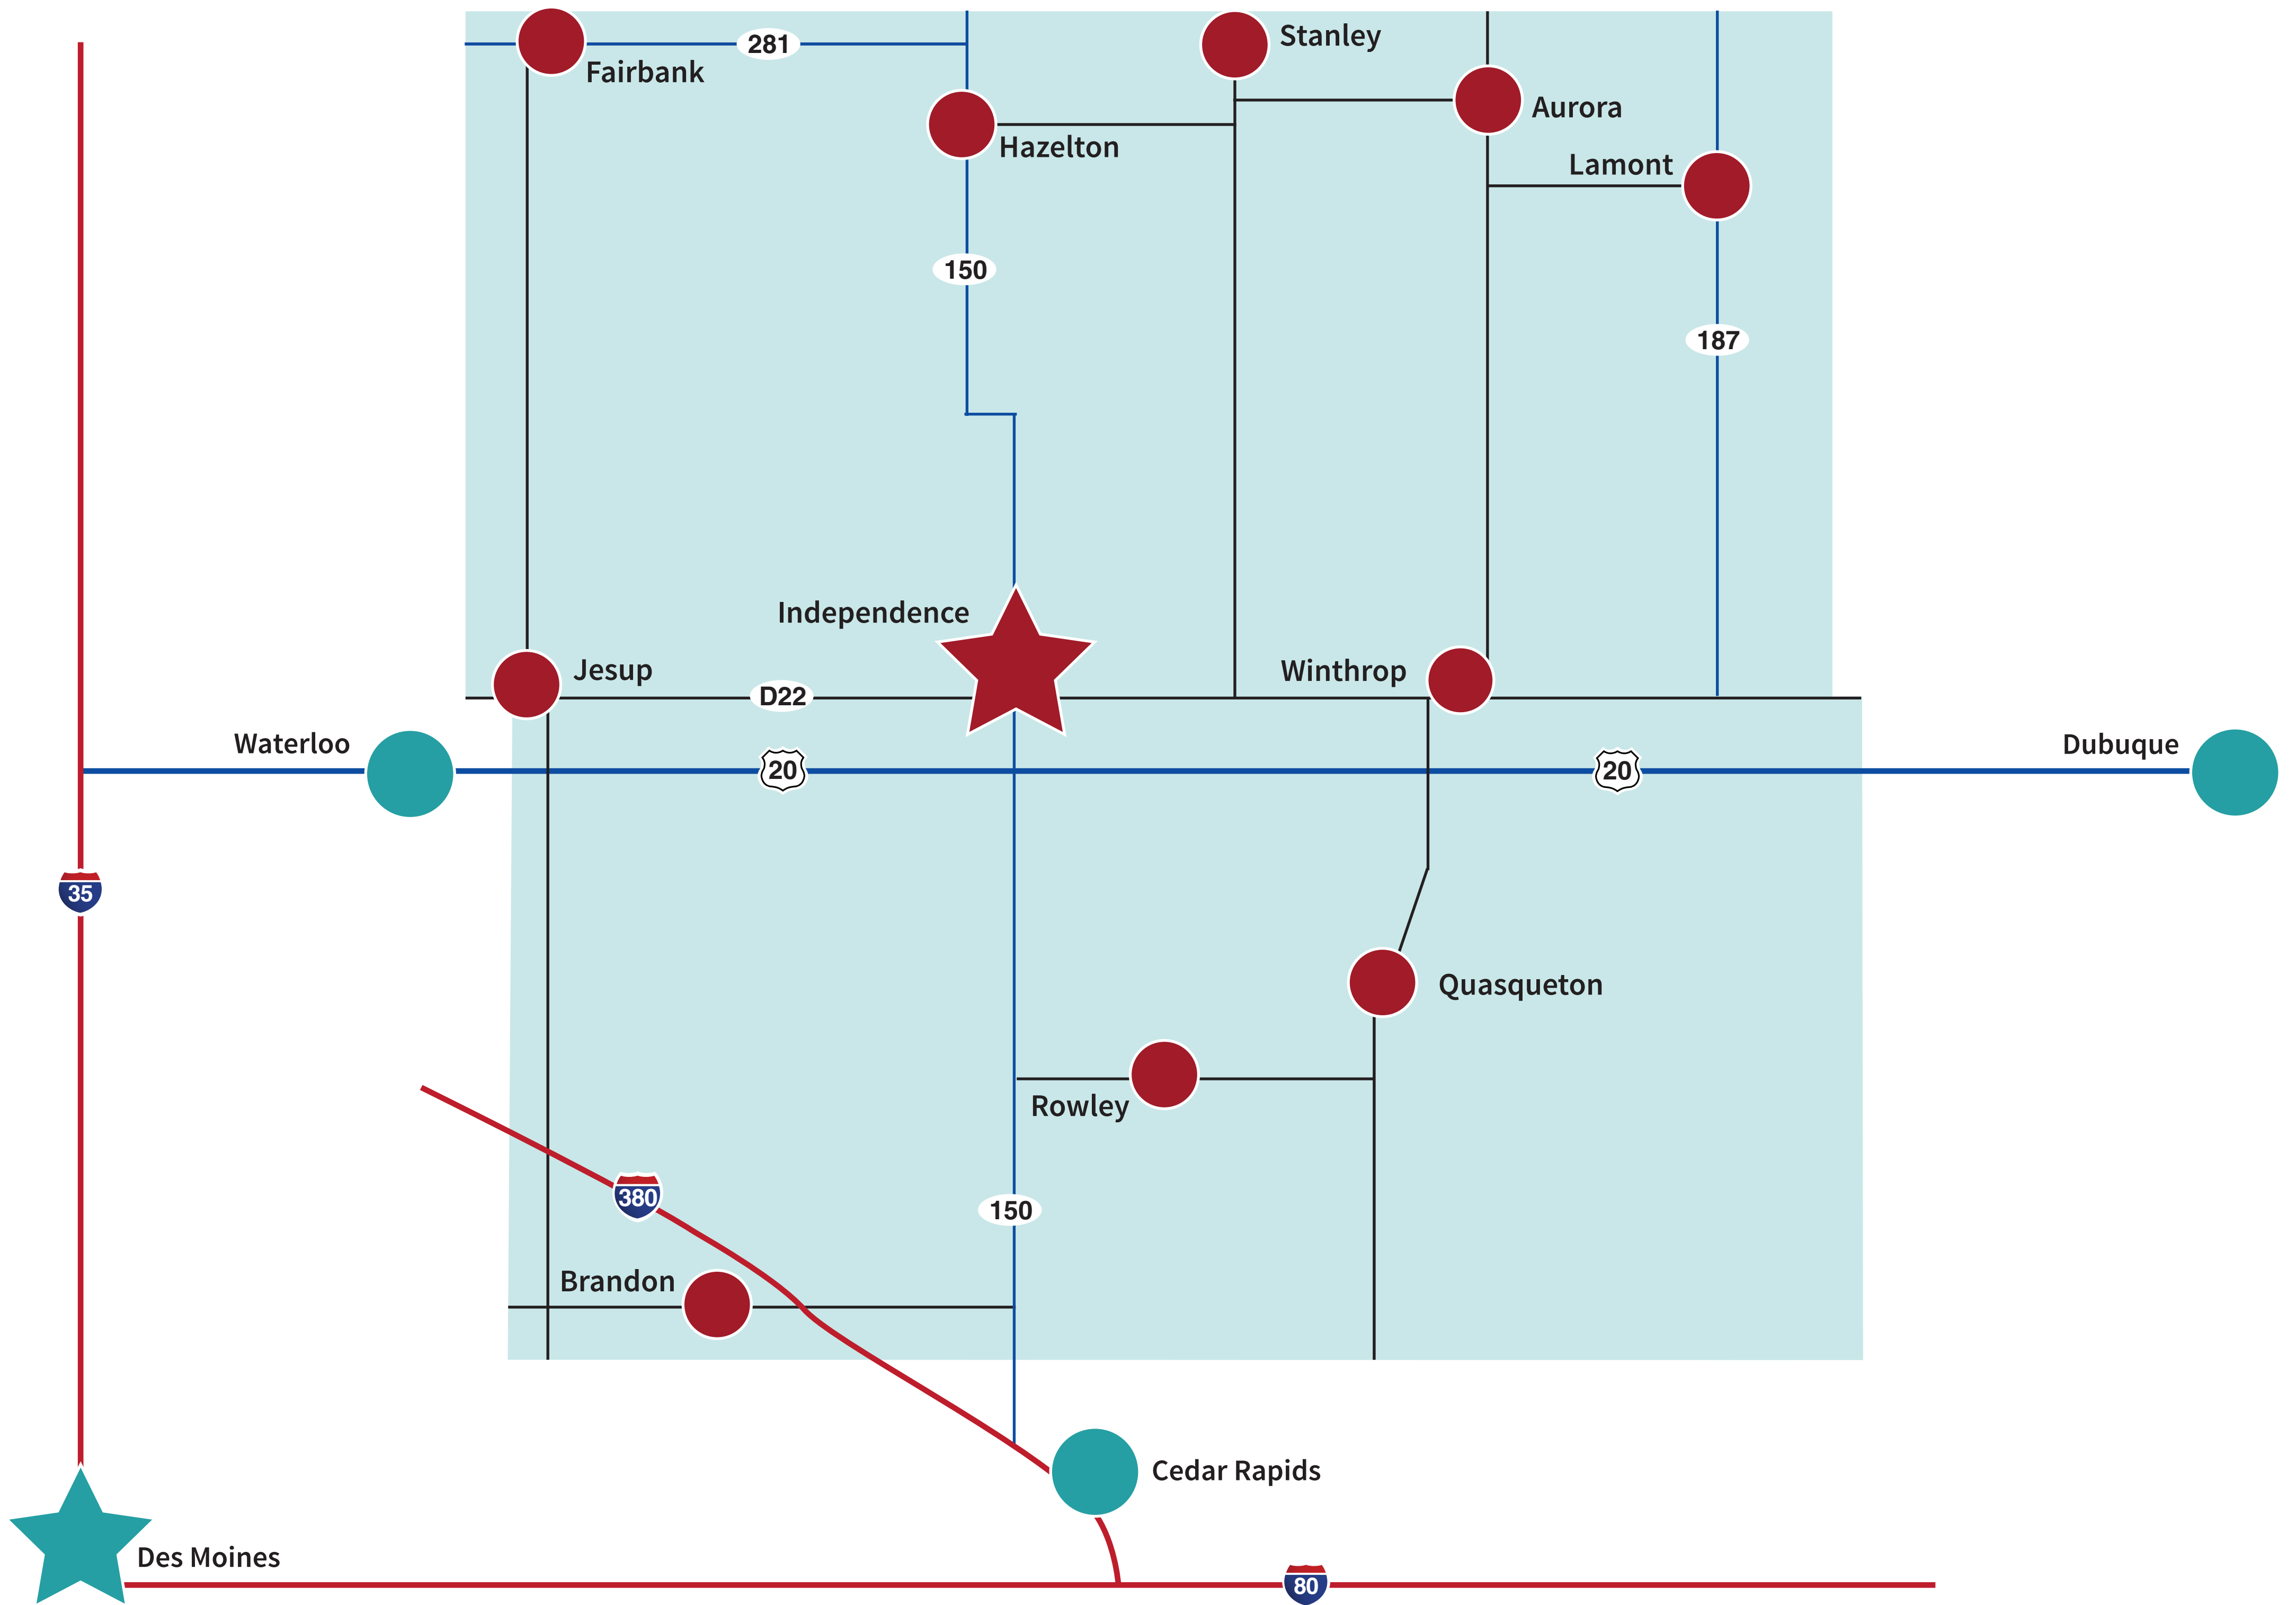 Stanley
281
Fairbank
Aurora
Hazelton
Lamont
150
187
Independence
Jesup
Winthrop
D22
Waterloo
Dubuque
20
20
35
Quasqueton
Rowley
380
150
Brandon
Cedar Rapids
Des Moines
80